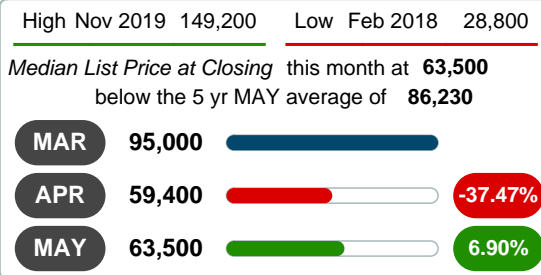 High Nov 2019 149,200 Low Feb 2018 28,800
Median List Price at Closing this month at 63,500
below the 5 yr MAY average of 86,230
MAR 95,000
APR 59,400 -37.47%
MAY 63,500 6.90%